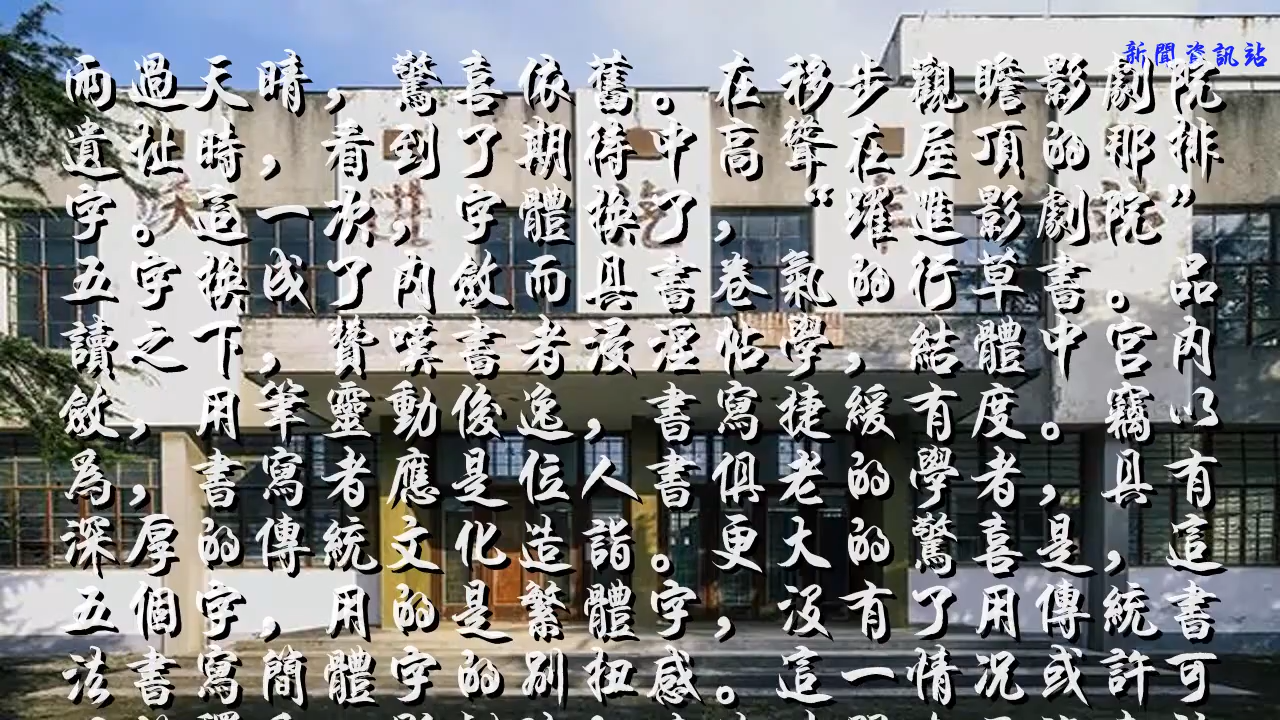 新聞資訊站
雨過天晴，驚喜依舊。在移步觀瞻影劇院
遺址時，看到了期待中高聳在屋頂的那排
字。這一次，字體換了，“躍進影劇院”
五字換成了內斂而具書卷氣的行草書。品
讀之下，贊嘆書者浸淫帖學，結體中宮內
斂，用筆靈動俊逸，書寫捷緩有度。竊以
為，書寫者應是位人書俱老的學者，具有
深厚的傳統文化造詣。更大的驚喜是，這
五個字，用的是繁體字，沒有了用傳統書
法書寫簡體字的別扭感。這一情况或許可